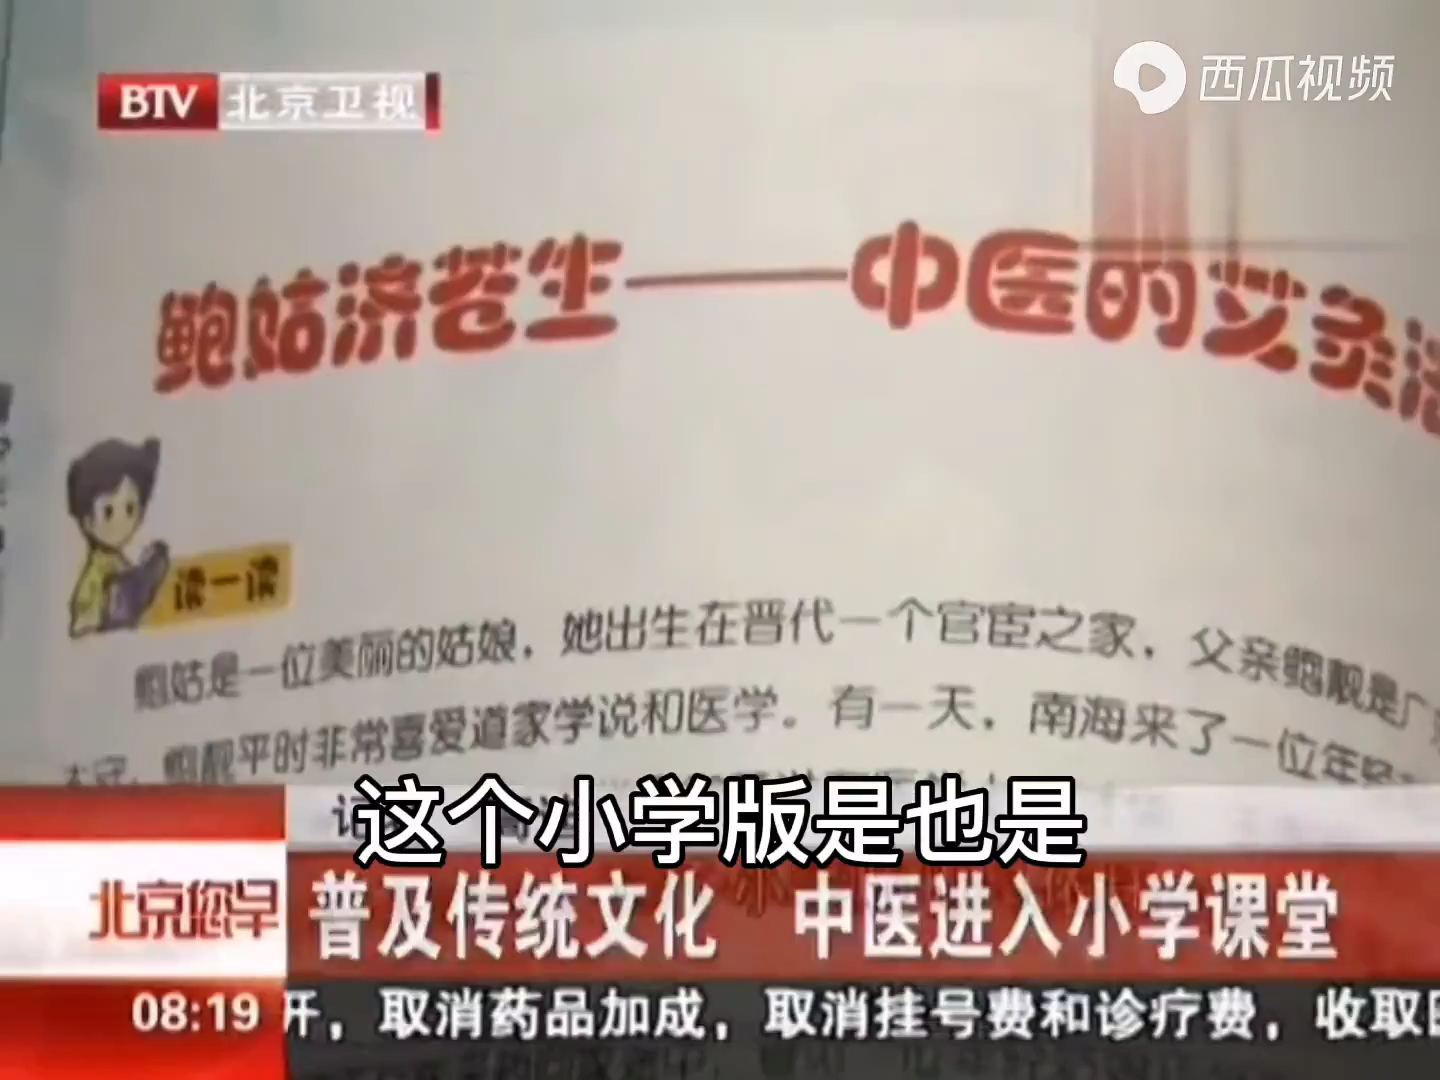 BTV 北京卫视
西瓜视频
鲍姑济苍生——中医的艾灸
读一读
鲍姑是一位美丽的姑娘，她出生在晋代一个官宦之家，父亲鲍靓是广
太守，鲍靓平时非常喜爱道家学说和医学。有一天，南海来了一位年轻
这个小学版是也是
北京您早
普及传统文化 中医进入小学课堂
08:19
开，取消药品加成，取消挂号费和诊疗费，收取